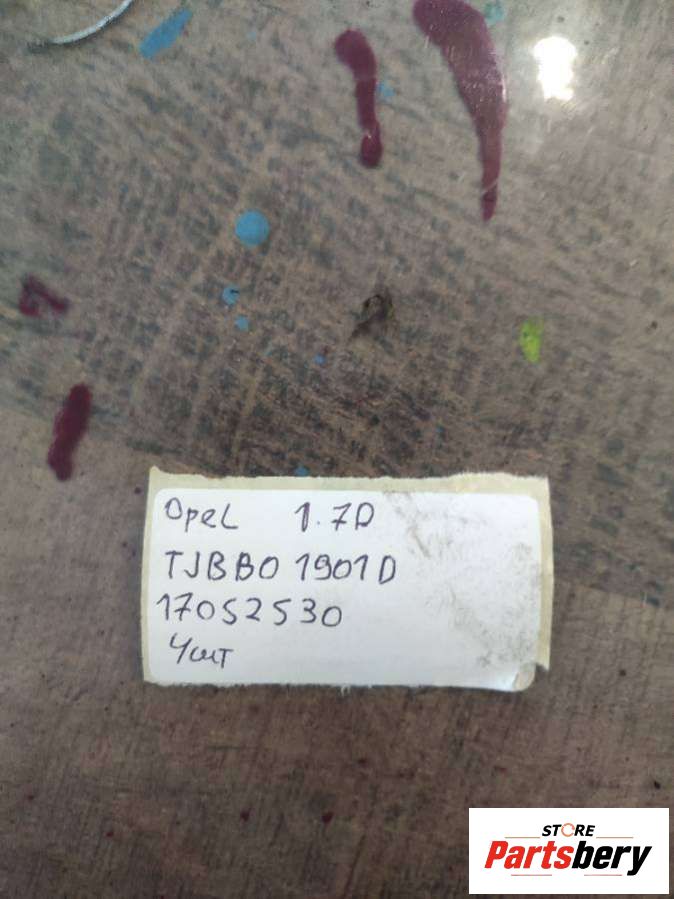 Opel 1.7D
TJBB01901D
17052530
4шт
STORE
Partsbery